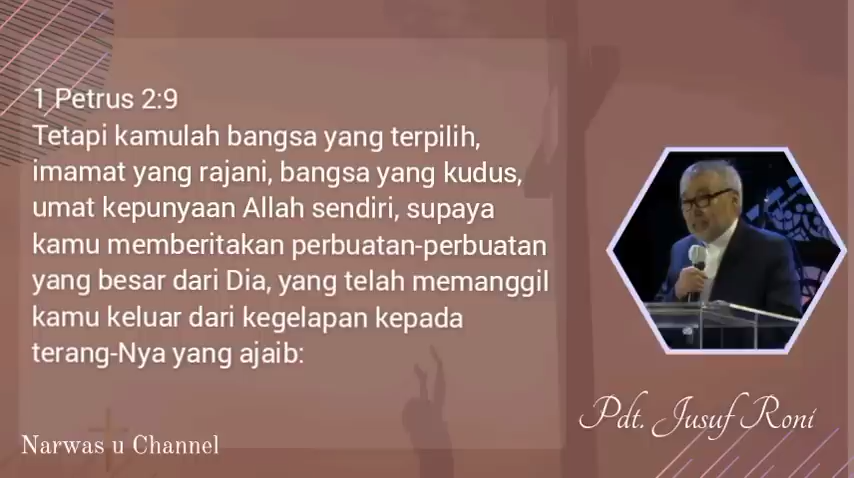 1 Petrus 2:9
Tetapi kamulah bangsa yang terpilih,
imamat yang rajani, bangsa yang kudus,
umat kepunyaan Allah sendiri, supaya
kamu memberitakan perbuatan-perbuatan
yang besar dari Dia, yang telah memanggil
kamu keluar dari kegelapan kepada
terang-Nya yang ajaib:
Pdt. Jusuf Roni
Narwas u Channel